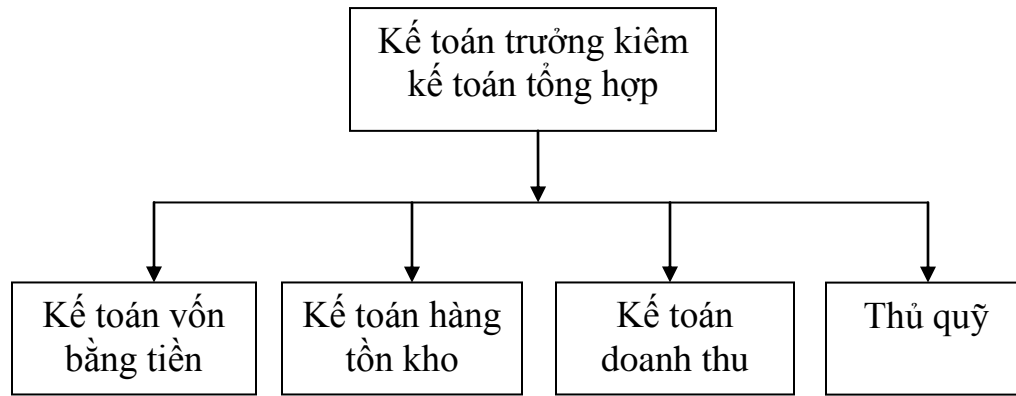 Kế toán trưởng kiêm
kế toán tổng hợp
Kế toán vốn
bằng tiền
Kế toán hàng
tồn kho
Kế toán
doanh thu
Thủ quỹ